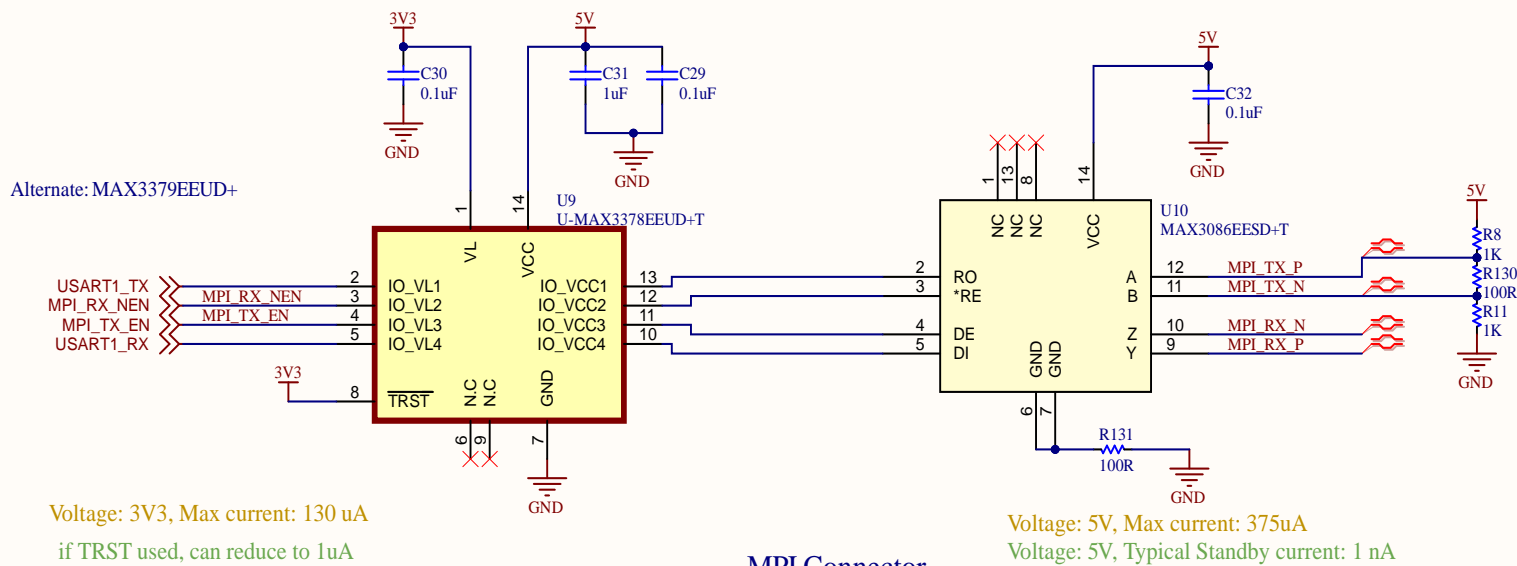 3V3
5V
5V
C30
0.1uF
C31
1uF
C29
0.1uF
C32
0.1uF
GND
GND
GND
Alternate: MAX3379EEUD+
U9
U-MAX3378EEUD+T
1
14
VL
VCC
USART1_TX
2
IO_VL1
IO_VCC1
13
MPI_RX_NEN
MPI_RX_NEN
3
IO_VL2
IO_VCC2
12
MPI_TX_EN
MPI_TX_EN
4
IO_VL3
IO_VCC3
11
USART1_RX
5
IO_VL4
IO_VCC4
10
3V3
8
TRST
N.C
N.C
GND
6
9
7
GND
U10
MAX3086EESD+T
1
13
8
14
NC
NC
NC
VCC
2
RO
A
12
MPI_TX_P
3
*RE
B
11
MPI_TX_N
4
DE
Z
10
MPI_RX_N
5
DI
Y
9
MPI_RX_P
GND
GND
6
7
R131
100R
GND
5V
R8
1K
R130
100R
R11
1K
GND
Voltage: 3V3, Max current: 130 uA
if TRST used, can reduce to 1uA
Voltage: 5V, Max current: 375uA
Voltage: 5V, Typical Standby current: 1 nA
MPI Connector